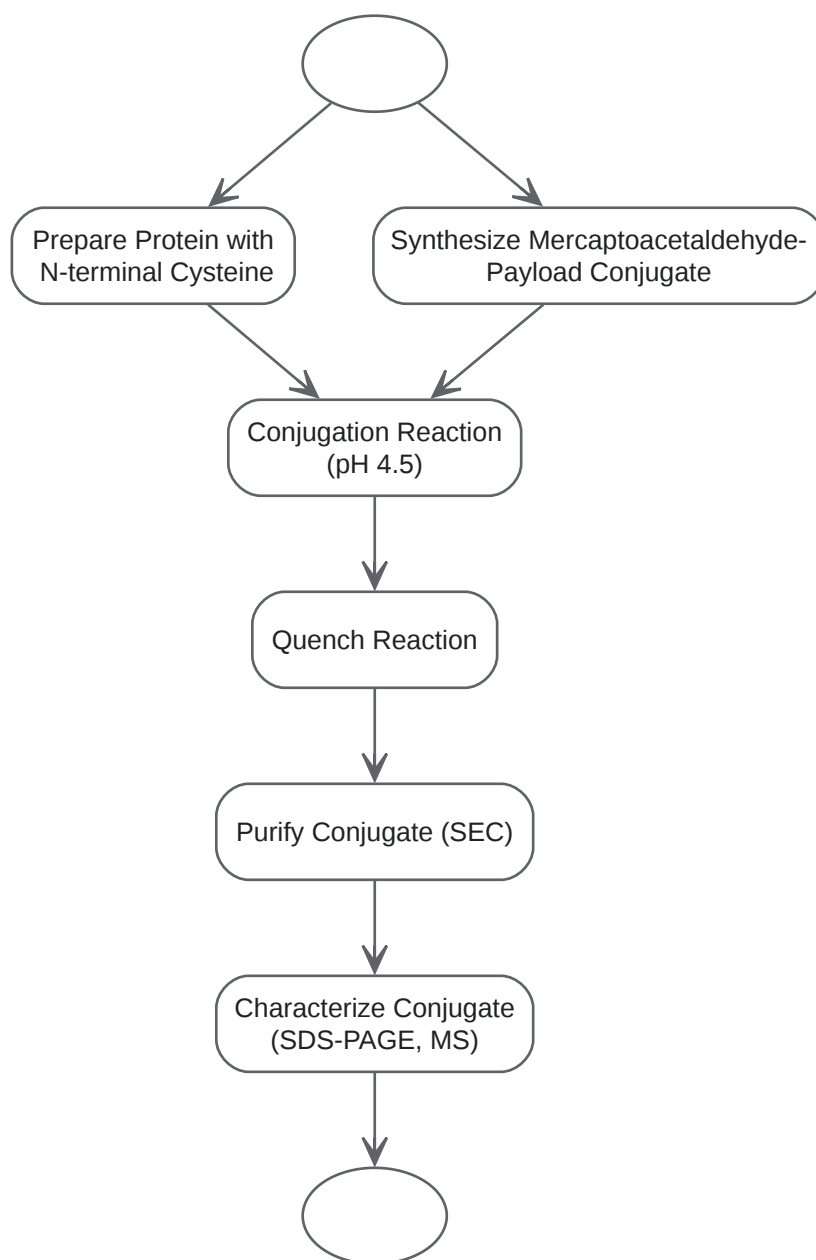 Prepare Protein with
N-terminal Cysteine
Synthesize Mercaptoacetaldehyde-
Payload Conjugate
Conjugation Reaction
(pH 4.5)
Quench Reaction
Purify Conjugate (SEC)
Characterize Conjugate
(SDS-PAGE, MS)